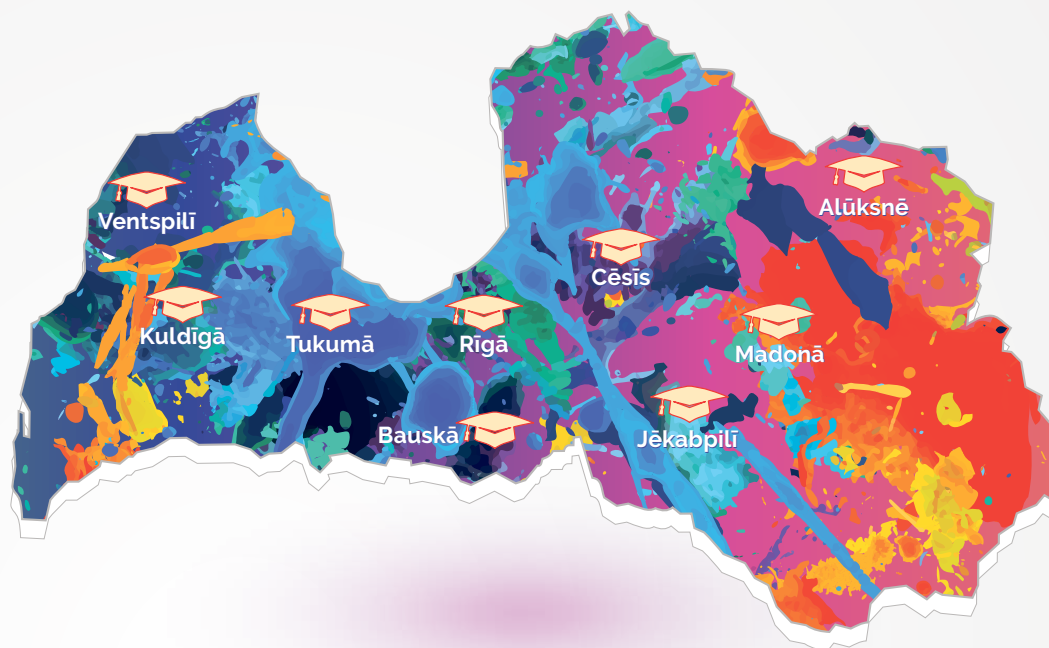 Alūksnē
Ventspilī
Cēsīs
Kuldīgā
Tukumā
Rīgā
Madonā
Bauskā
Jēkabpilī